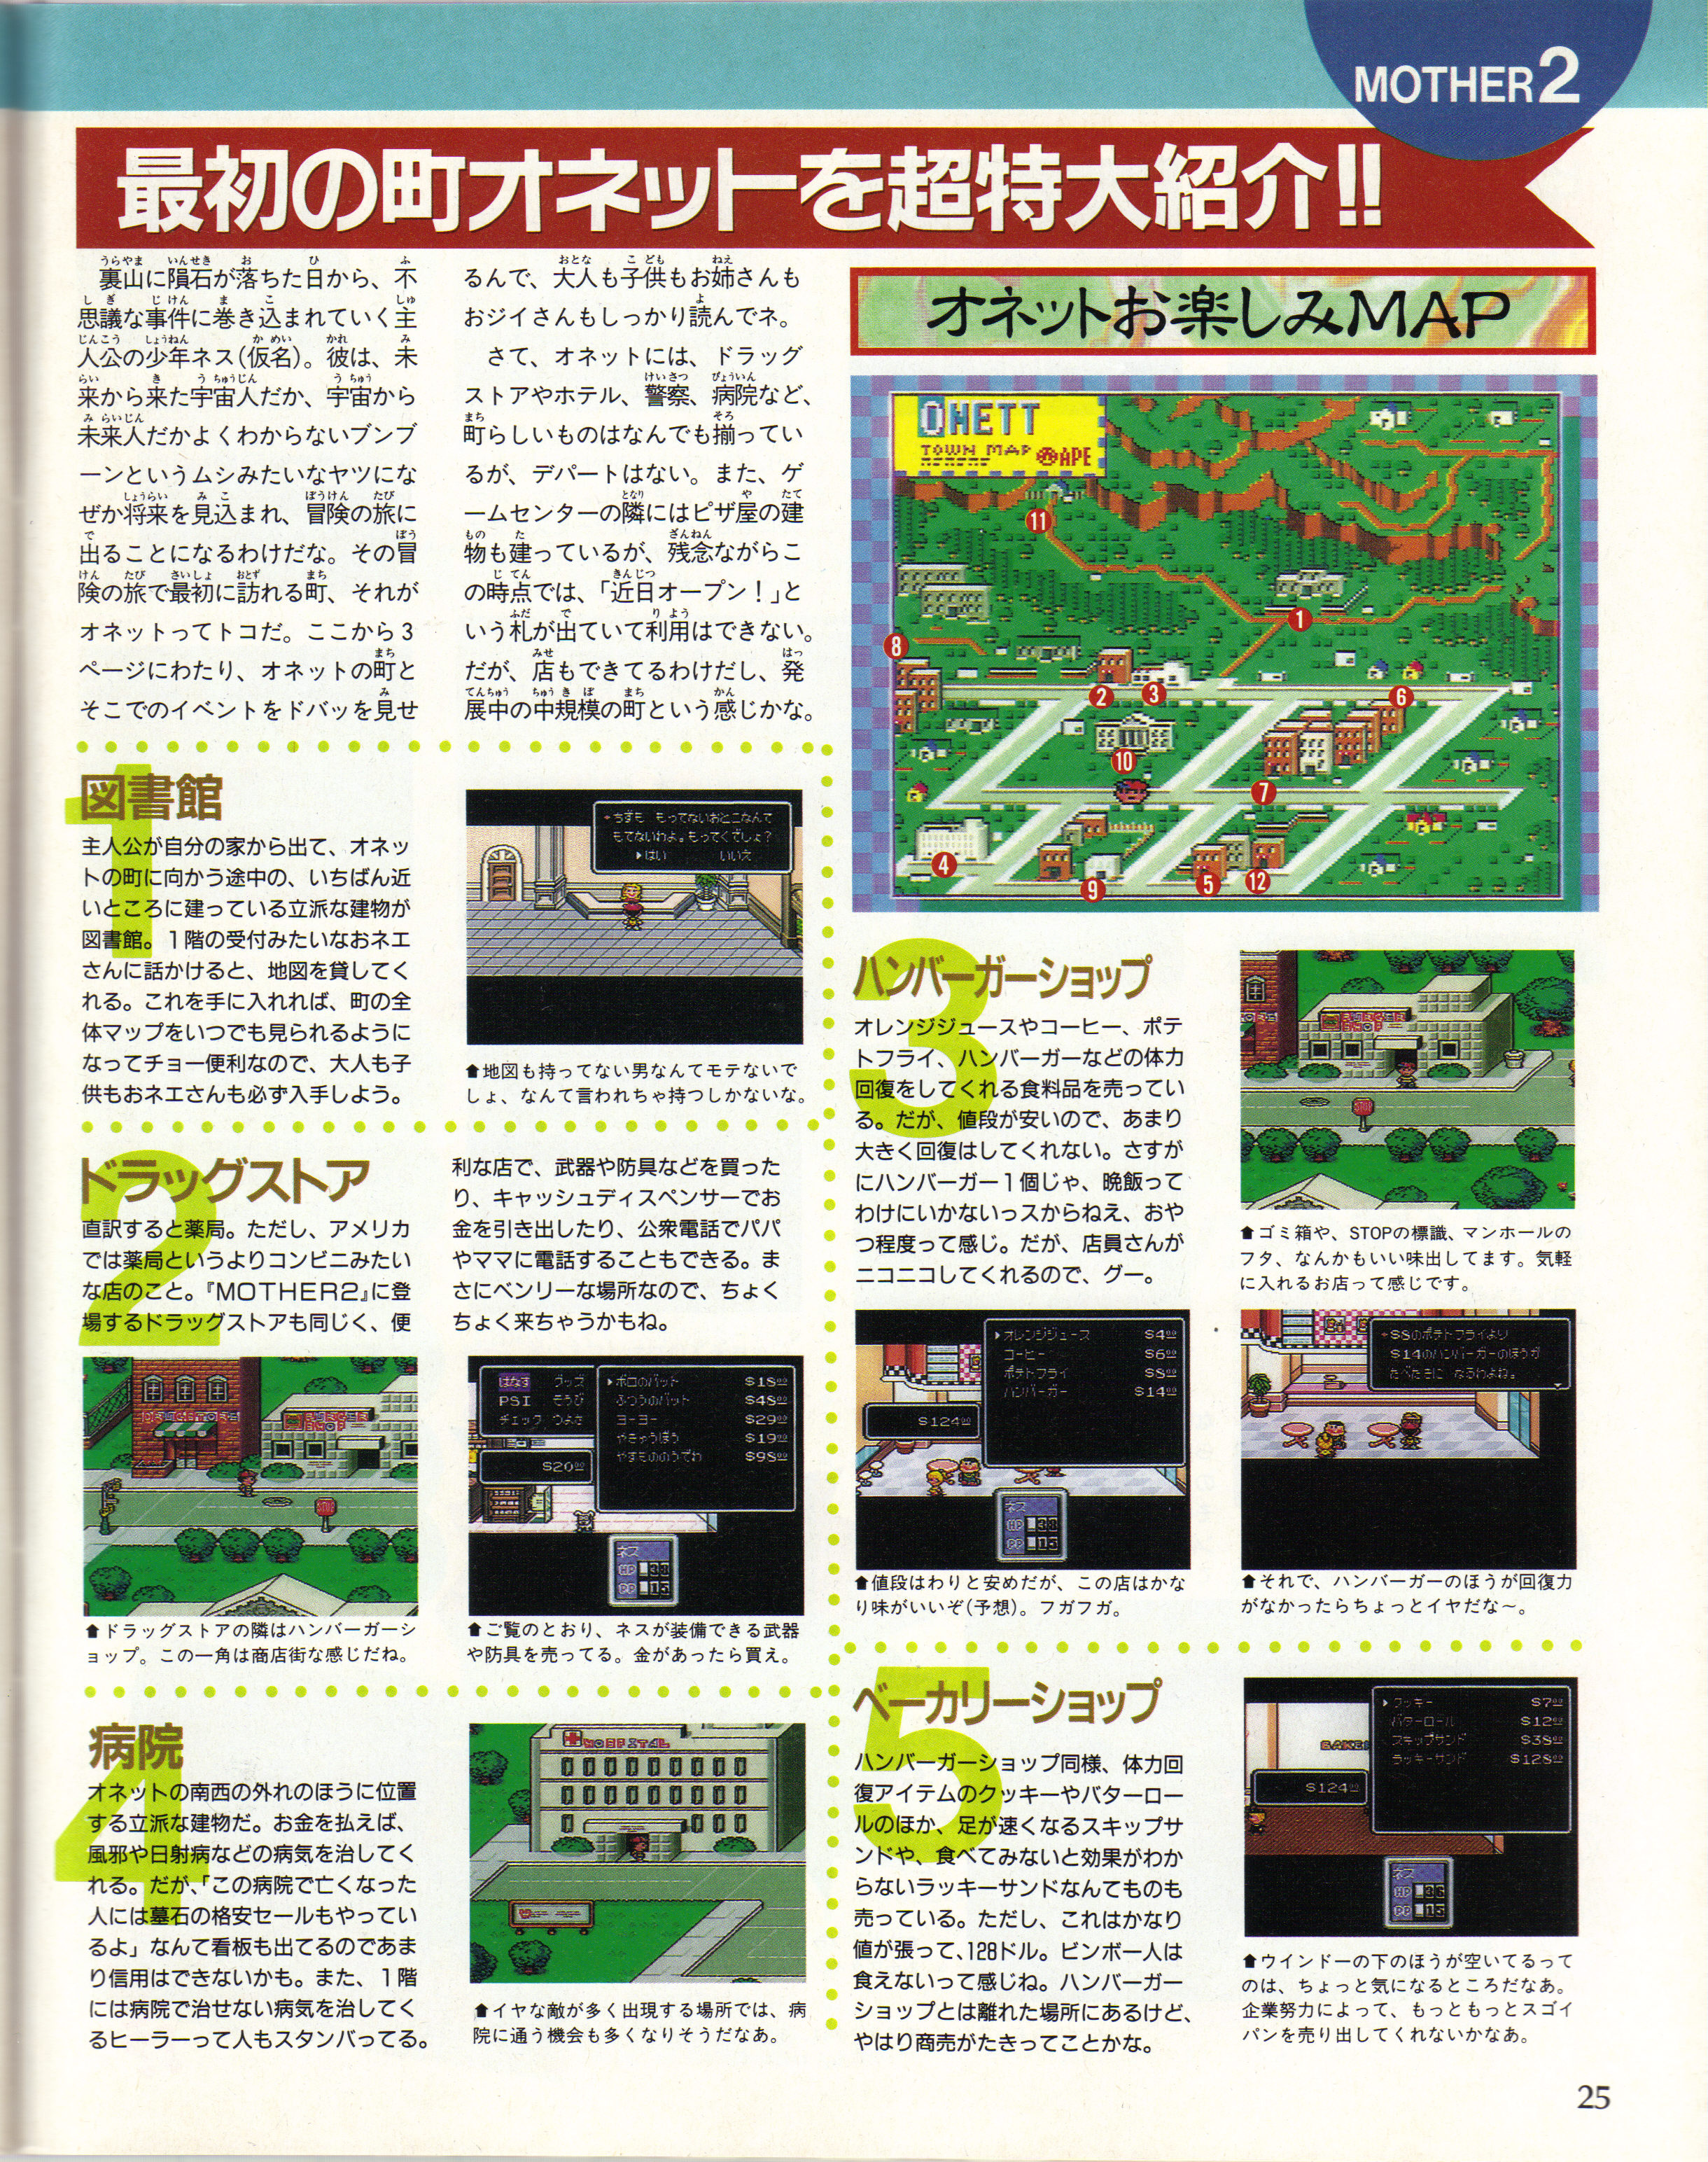 MOTHER2
最初の町オネットを超特大紹介!!
裏山に隕石が落ちた日から、不
思議な事件に巻き込まれていく主
人公の少年ネス(仮名)。彼は、未
来から来た宇宙人だか、宇宙から
未来人だかよくわからないブンブ
ーンというムシみたいなヤツにな
ぜか将来を見込まれ、冒険の旅に
出ることになるわけだな。その冒
険の旅で最初に訪れる町、それが
オネットってトコだ。ここから3
ページにわたり、オネットの町と
そこでのイベントをドバッを見せ
るんで、大人も子供もお姉さんも
おジイさんもしっかり読んでネ。
さて、オネットには、ドラッグ
ストアやホテル、警察、病院など、
町らしいものはなんでも揃ってい
るが、デパートはない。また、ゲ
ームセンターの隣にはピザ屋の建
物も建っているが、残念ながらこ
の時点では、「近日オープン!」と
いう札が出ていて利用はできない。
だが、店もできてるわけだし、発
展中の中規模の町という感じかな。
オネットお楽しみMAP
ONETT
TOWN MAP
APE
11
1
8
2
3
6
10
7
4
9
5
12
1
図書館
主人公が自分の家から出て、オネッ
トの町に向かう途中の、いちばん近
いところに建っている立派な建物が
図書館。1階の受付みたいなおネエ
さんに話かけると、地図を貸してく
れる。これを手に入れれば、町の全
体マップをいつでも見られるように
なってチョー便利なので、大人も子
供もおネエさんも必ず入手しよう。
ちずも もってないおとこなんて
もてないわよ。もってくでしょ?
はい いいえ
⬆地図も持ってない男なんてモテないで
しょ、なんて言われちゃ持つしかないな。
2
ドラッグストア
直訳すると薬局。ただし、アメリカ
では薬局というよりコンビニみたい
な店のこと。『MOTHER2』に登
場するドラッグストアも同じく、便
利な店で、武器や防具などを買った
り、キャッシュディスペンサーでお
金を引き出したり、公衆電話でパパ
やママに電話することもできる。ま
さにベンリーな場所なので、ちょく
ちょく来ちゃうかもね。
DRUGSTORE
BURGER
SHOP
STOP
⬆ドラッグストアの隣はハンバーガーシ
ョップ。この一角は商店街な感じだね。
はなす グッズ
PSI そうび
チェック つよさ
$20.00
ボロのバット $18.00
ふつうのバット $48.00
ヨーヨー $29.00
やきゅうぼう $19.00
やすもののうでわ $98.00
ネス
HP 38
PP 15
⬆ご覧のとおり、ネスが装備できる武器
や防具を売ってる。金があったら買え。
3
ハンバーガーショップ
オレンジジュースやコーヒー、ポテ
トフライ、ハンバーガーなどの体力
回復をしてくれる食料品を売ってい
る。だが、値段が安いので、あまり
大きく回復はしてくれない。さすが
にハンバーガー1個じゃ、晩飯って
わけにいかないっスからねえ、おや
つ程度って感じ。だが、店員さんが
ニコニコしてくれるので、グー。
BURGER
SHOP
STOP
⬆ゴミ箱や、STOPの標識、マンホールの
フタ、なんかもいい味出してます。気軽
に入れるお店って感じです。
オレンジジュース $4.00
コーヒー $6.00
ポテトフライ $8.00
ハンバーガー $14.00
$124.00
ネス
HP 38
PP 15
⬆値段はわりと安めだが、この店はかな
り味がいいぞ(予想)。フガフガ。
$8のポテトフライより
$14のハンバーガーのほうが
たべたきに なるわよね。
⬆それで、ハンバーガーのほうが回復力
がなかったらちょっとイヤだな〜。
4
病院
オネットの南西の外れのほうに位置
する立派な建物だ。お金を払えば、
風邪や日射病などの病気を治してく
れる。だが、「この病院で亡くなった
人には墓石の格安セールもやってい
るよ」なんて看板も出てるのであま
り信用はできないかも。また、1階
には病院で治せない病気を治してく
るヒーラーって人もスタンバってる。
HOSPITAL
⬆イヤな敵が多く出現する場所では、病
院に通う機会も多くなりそうだなあ。
5
ベーカリーショップ
ハンバーガーショップ同様、体力回
復アイテムのクッキーやバターロー
ルのほか、足が速くなるスキップサ
ンドや、食べてみないと効果がわか
らないラッキーサンドなんてものも
売っている。ただし、これはかなり
値が張って、128ドル。ビンボー人は
食えないって感じね。ハンバーガー
ショップとは離れた場所にあるけど、
やはり商売がたきってことかな。
クッキー $7.00
バターロール $12.00
スキップサンド $38.00
ラッキーサンド $128.00
$124.00
ネス
HP 36
PP 15
⬆ウインドーの下のほうが空いてるって
のは、ちょっと気になるところだなあ。
企業努力によって、もっともっとスゴイ
パンを売り出してくれないかなあ。
25